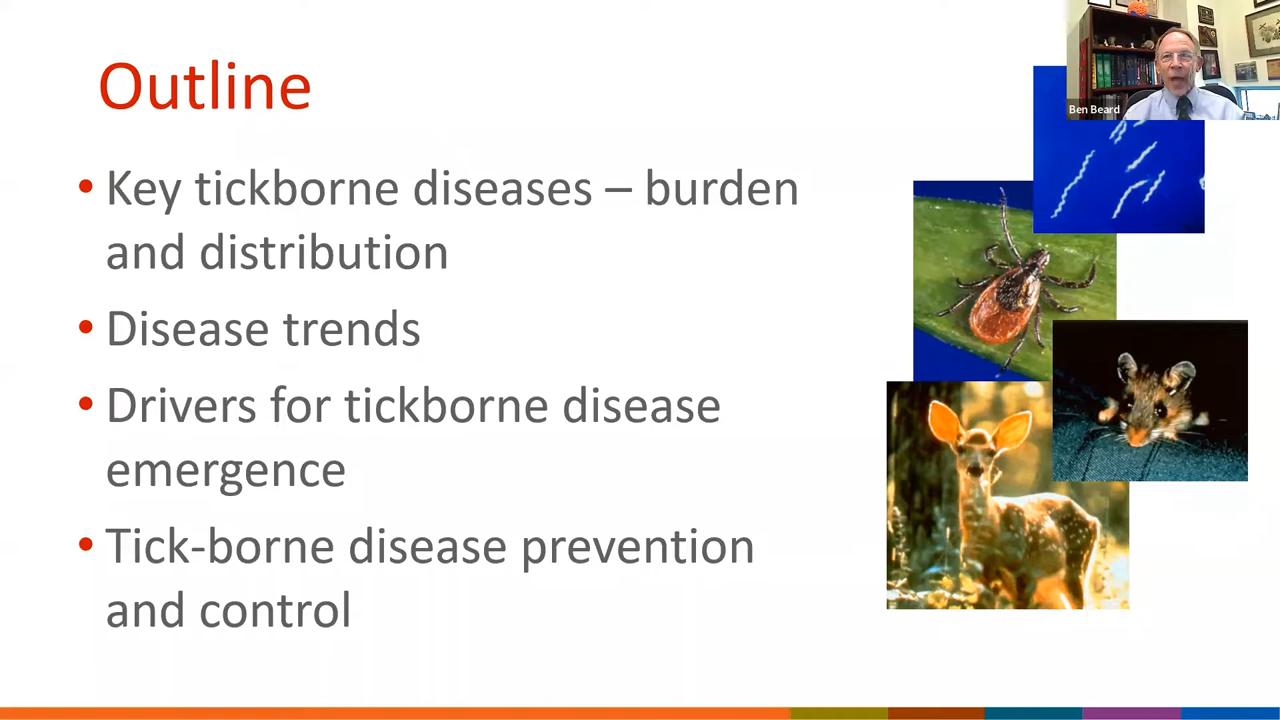 Outline
• Key tickborne diseases – burden
and distribution
• Disease trends
• Drivers for tickborne disease
emergence
• Tick-borne disease prevention
and control
Ben Beard